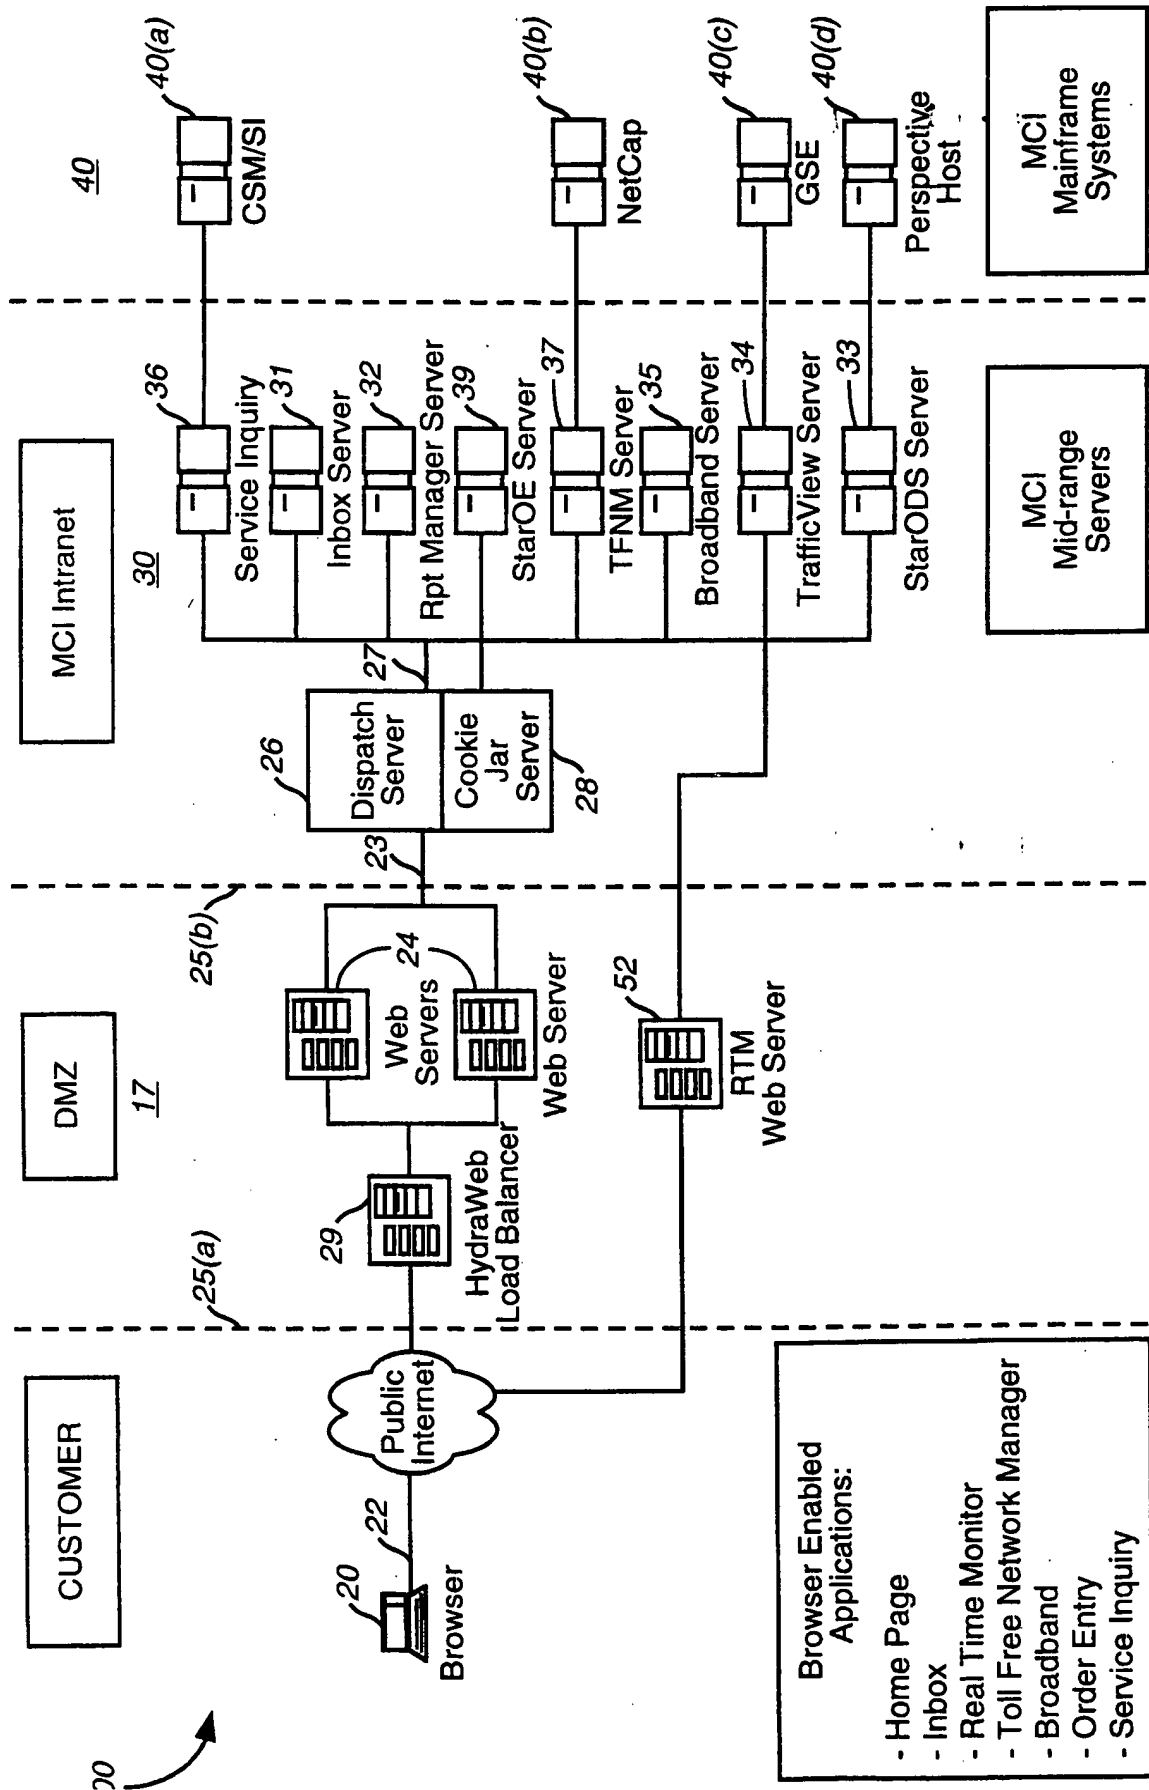 CUSTOMER
DMZ
17
MCI Intranet
30
40
25(a)
25(b)
20
22
Browser
Public
Internet
29
HydraWeb
Load Balancer
24
Web
Servers
Web Server
52
RTM
Web Server
23
26
Dispatch
Server
Cookie
Jar
Server
28
27
36
Service Inquiry
31
Inbox Server
32
Rpt Manager Server
39
StarOE Server
37
TFNM Server
35
Broadband Server
34
TrafficView Server
33
StarODS Server
40(a)
CSM/SI
40(b)
NetCap
40(c)
GSE
40(d)
Perspective
Host
Browser Enabled
Applications:
- Home Page
- Inbox
- Real Time Monitor
- Toll Free Network Manager
- Broadband
- Order Entry
- Service Inquiry
MCI
Mid-range
Servers
MCI
Mainframe
Systems